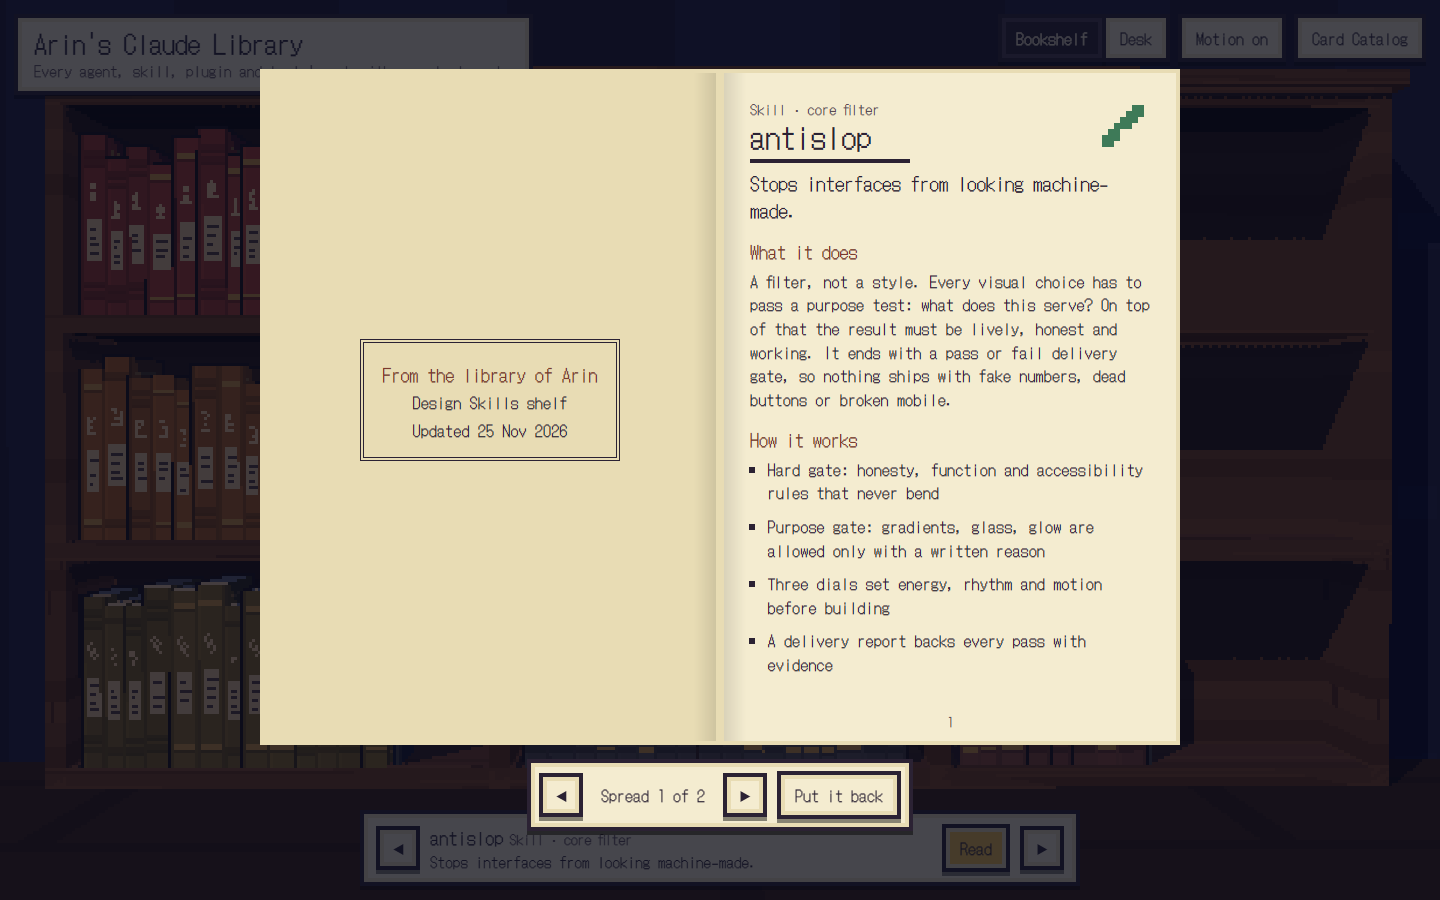 Arin's Claude Library
Bookshelf
Desk
Motion on
Card Catalog
Every agent, skill, plugin and
From the library of Arin
Design Skills shelf
Updated 25 Nov 2026
Skill · core filter
antislop
Stops interfaces from looking machine-
made.
What it does
A filter, not a style. Every visual choice has to
pass a purpose test: what does this serve? On top
of that the result must be lively, honest and
working. It ends with a pass or fail delivery
gate, so nothing ships with fake numbers, dead
buttons or broken mobile.
How it works
▪ Hard gate: honesty, function and accessibility
rules that never bend
▪ Purpose gate: gradients, glass, glow are
allowed only with a written reason
▪ Three dials set energy, rhythm and motion
before building
▪ A delivery report backs every pass with
evidence
1
◄ Spread 1 of 2 ► Put it back
antislop Skill · core filter
Stops interfaces from looking machine-made.
Read